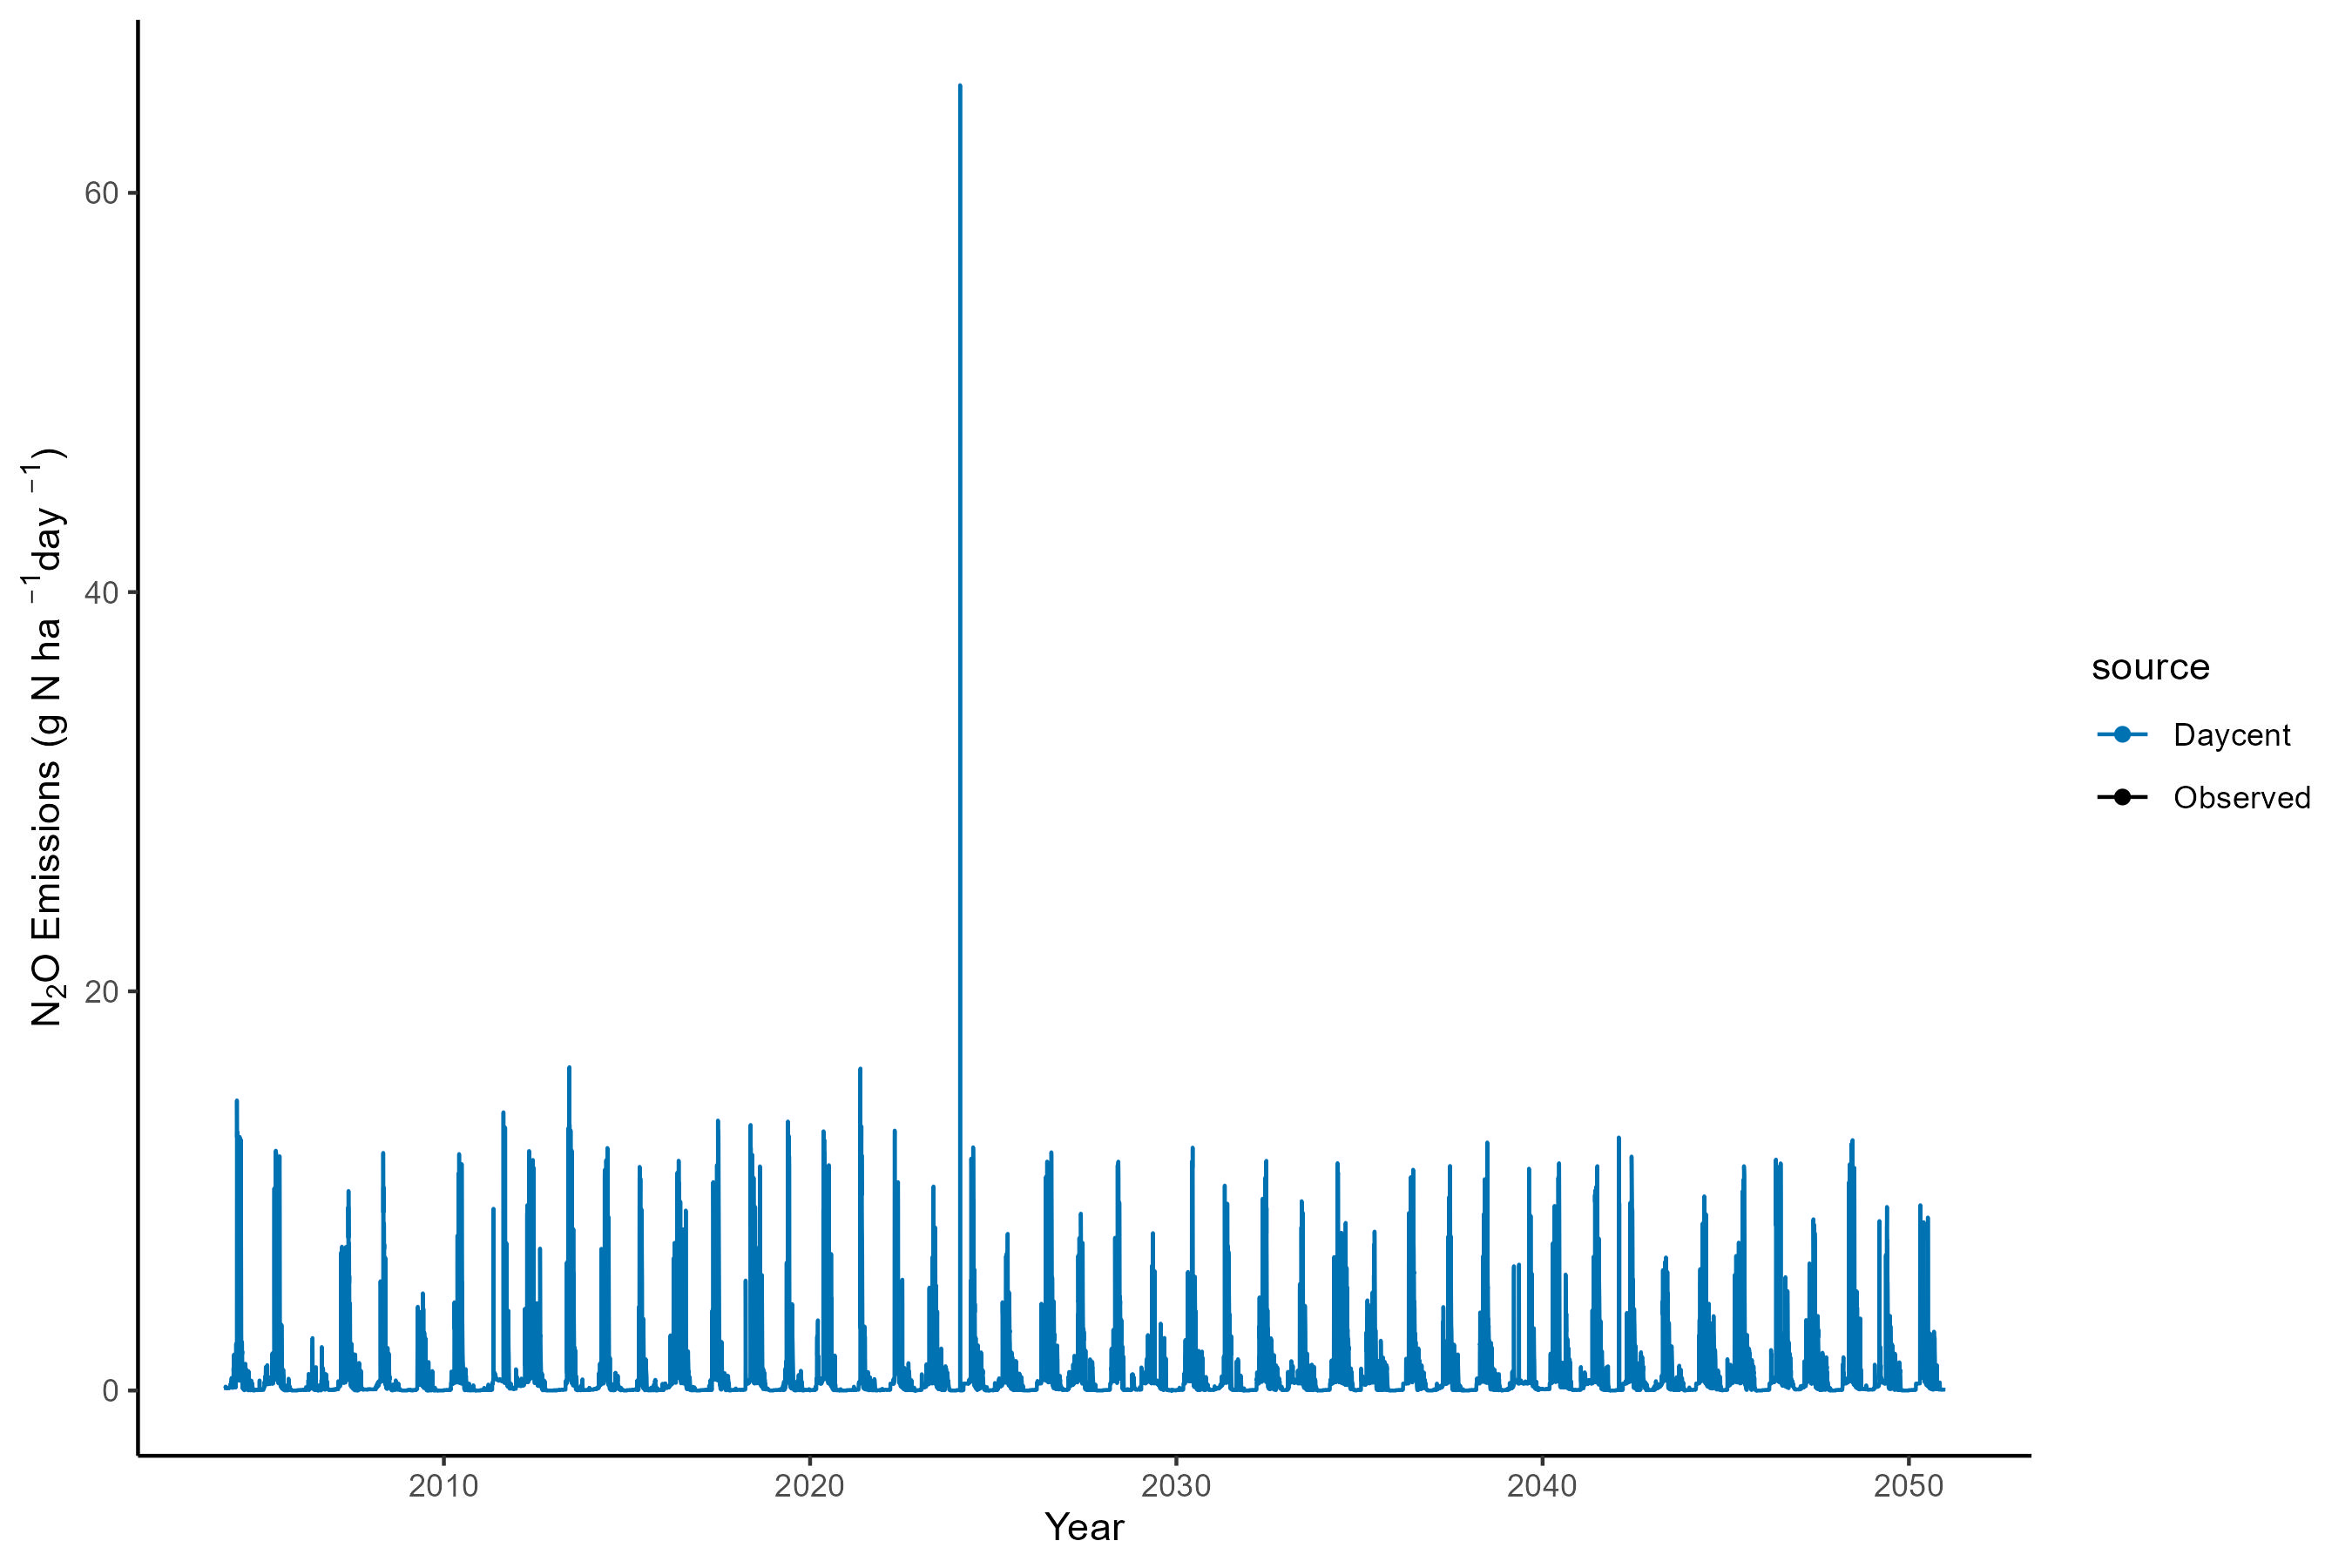 N₂O Emissions (g N ha ⁻¹day ⁻¹)
60
40
20
0
2010 2020 2030 2040 2050
Year
source
Daycent
Observed